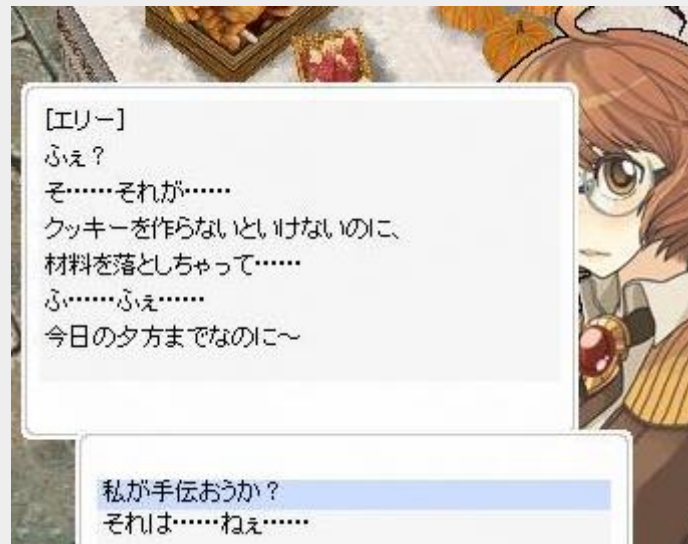 [エリー]
ふぇ？
そ……それが……
クッキーを作らないといけないのに、
材料を落としちゃって……
ふ……ふぇ……
今日の夕方までなのに～
私が手伝おうか？
それは……ねぇ……